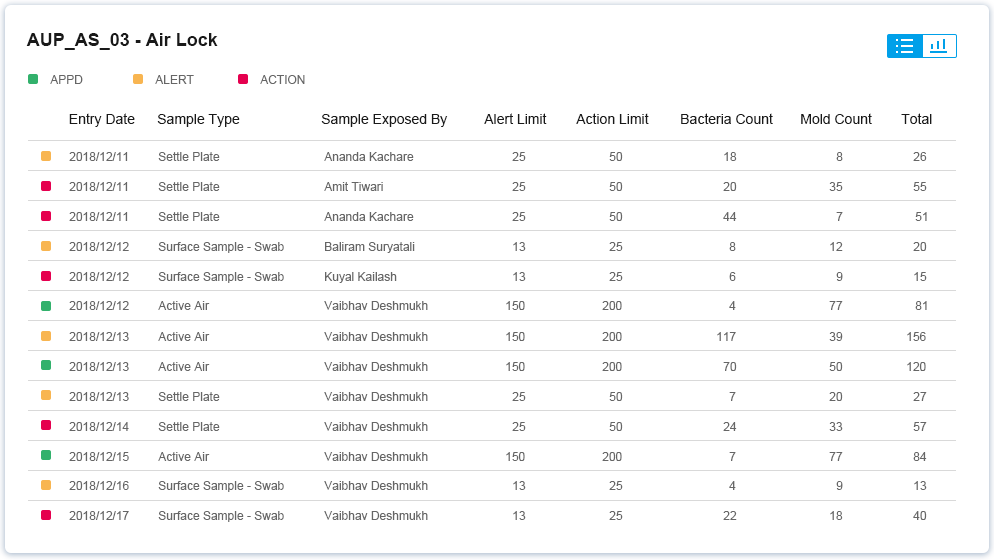 AUP_AS_03 - Air Lock
APPD ALERT ACTION
Entry Date Sample Type Sample Exposed By Alert Limit Action Limit Bacteria Count Mold Count Total
2018/12/11 Settle Plate Ananda Kachare 25 50 18 8 26
2018/12/11 Settle Plate Amit Tiwari 25 50 20 35 55
2018/12/11 Settle Plate Ananda Kachare 25 50 44 7 51
2018/12/12 Surface Sample - Swab Baliram Suryatali 13 25 8 12 20
2018/12/12 Surface Sample - Swab Kuyal Kailash 13 25 6 9 15
2018/12/12 Active Air Vaibhav Deshmukh 150 200 4 77 81
2018/12/13 Active Air Vaibhav Deshmukh 150 200 117 39 156
2018/12/13 Active Air Vaibhav Deshmukh 150 200 70 50 120
2018/12/13 Settle Plate Vaibhav Deshmukh 25 50 7 20 27
2018/12/14 Settle Plate Vaibhav Deshmukh 25 50 24 33 57
2018/12/15 Active Air Vaibhav Deshmukh 150 200 7 77 84
2018/12/16 Surface Sample - Swab Vaibhav Deshmukh 13 25 4 9 13
2018/12/17 Surface Sample - Swab Vaibhav Deshmukh 13 25 22 18 40